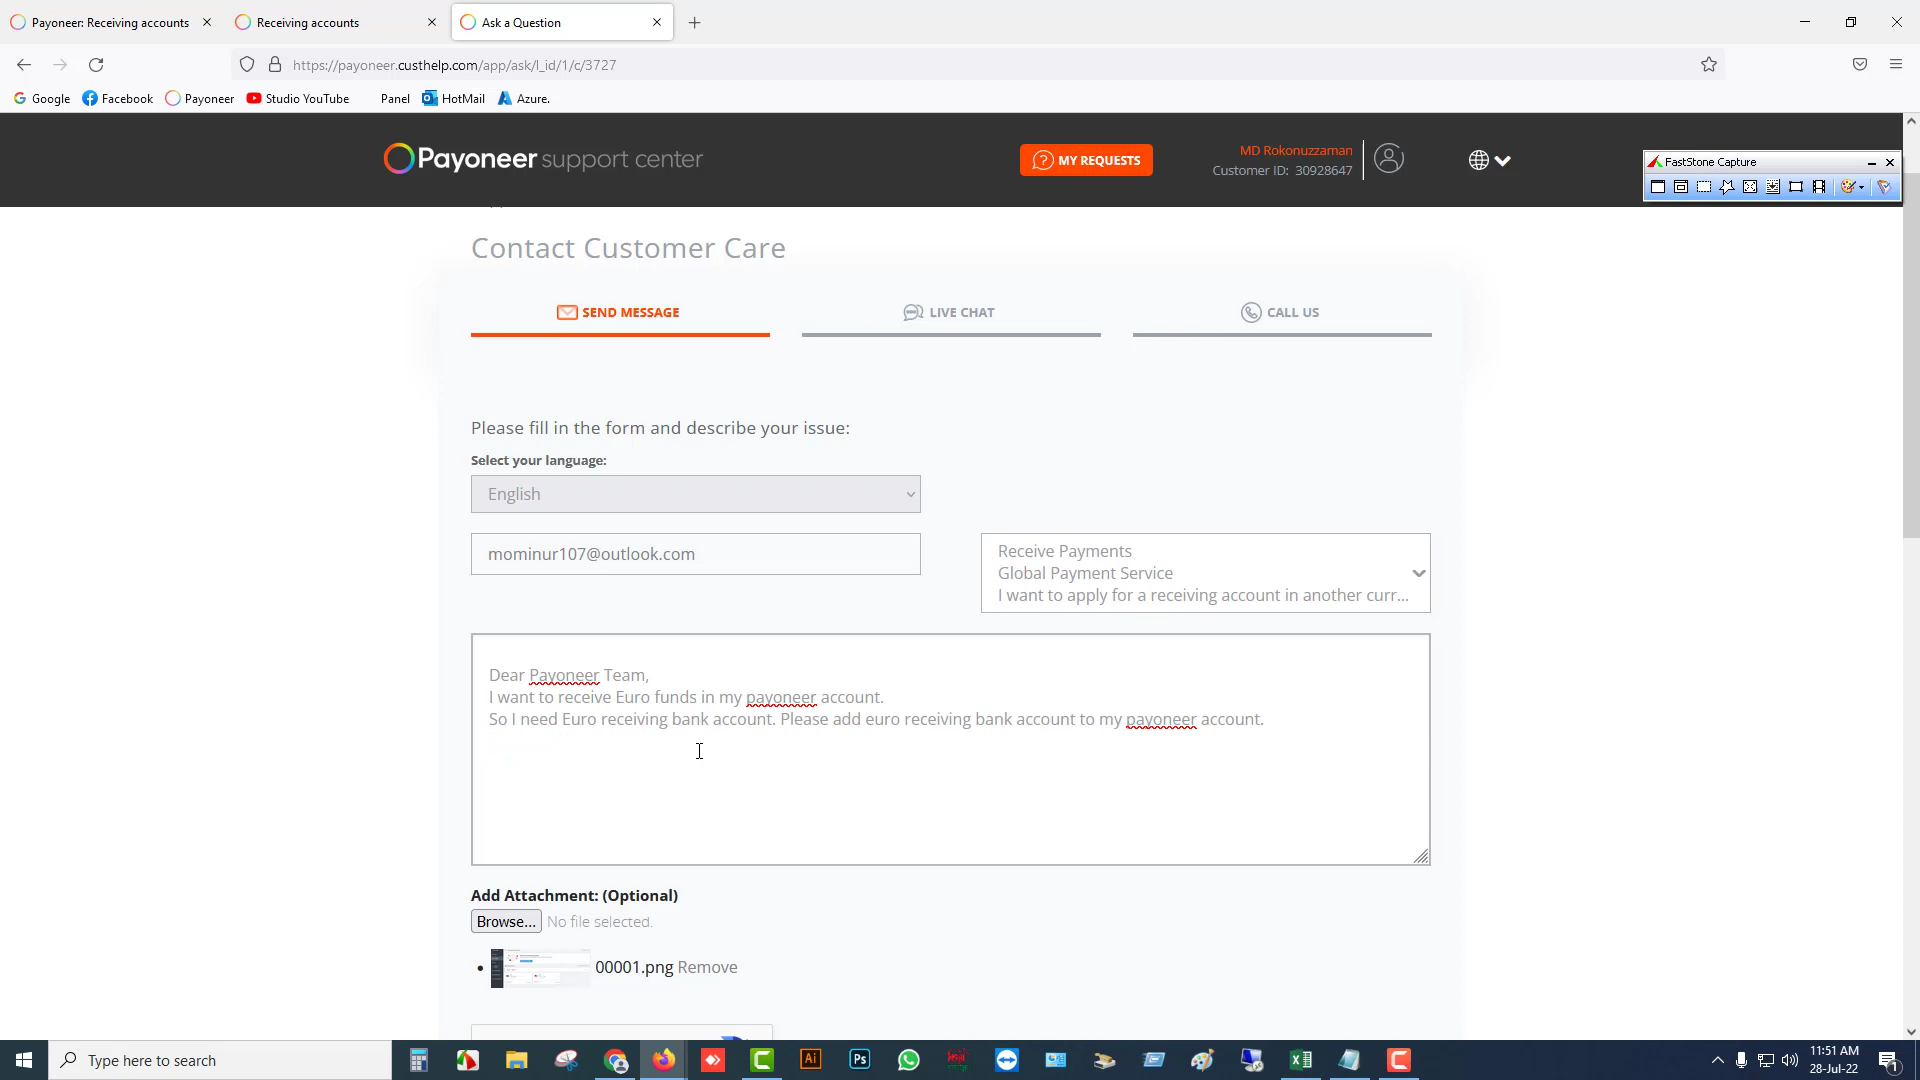 Payoneer: Receiving accounts
Receiving accounts
Ask a Question
https://payoneer.custhelp.com/app/ask/l_id/1/c/3727
Google
Facebook
Payoneer
Studio YouTube
Panel
HotMail
Azure.
Payoneer support center
MY REQUESTS
MD Rokonuzzaman
Customer ID: 30928647
FastStone Capture
Contact Customer Care
SEND MESSAGE
LIVE CHAT
CALL US
Please fill in the form and describe your issue:
Select your language:
English
mominur107@outlook.com
Receive Payments
Global Payment Service
I want to apply for a receiving account in another curr...
Dear Payoneer Team,
I want to receive Euro funds in my payoneer account.
So I need Euro receiving bank account. Please add euro receiving bank account to my payoneer account.
Add Attachment: (Optional)
Browse... No file selected.
00001.png Remove
Type here to search
Ai
Ps
11:51 AM
28-Jul-22
1